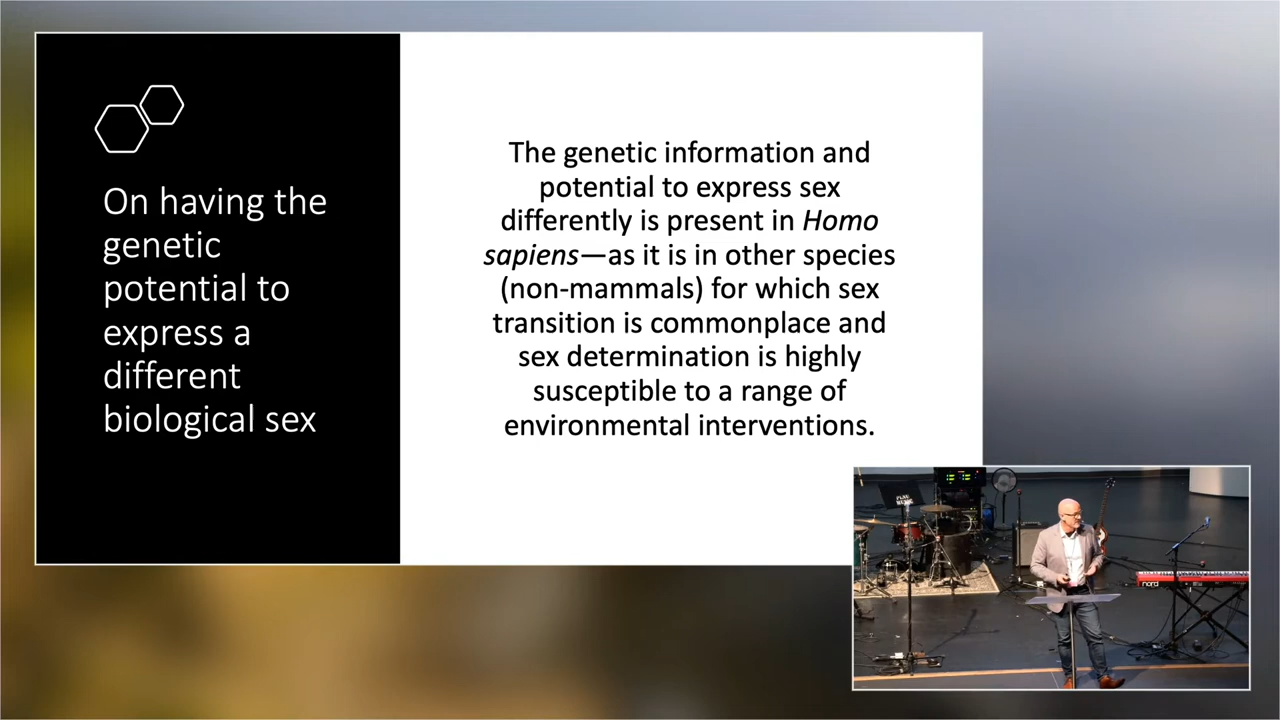 On having the
genetic
potential to
express a
different
biological sex
The genetic information and
potential to express sex
differently is present in Homo
sapiens—as it is in other species
(non-mammals) for which sex
transition is commonplace and
sex determination is highly
susceptible to a range of
environmental interventions.
nord